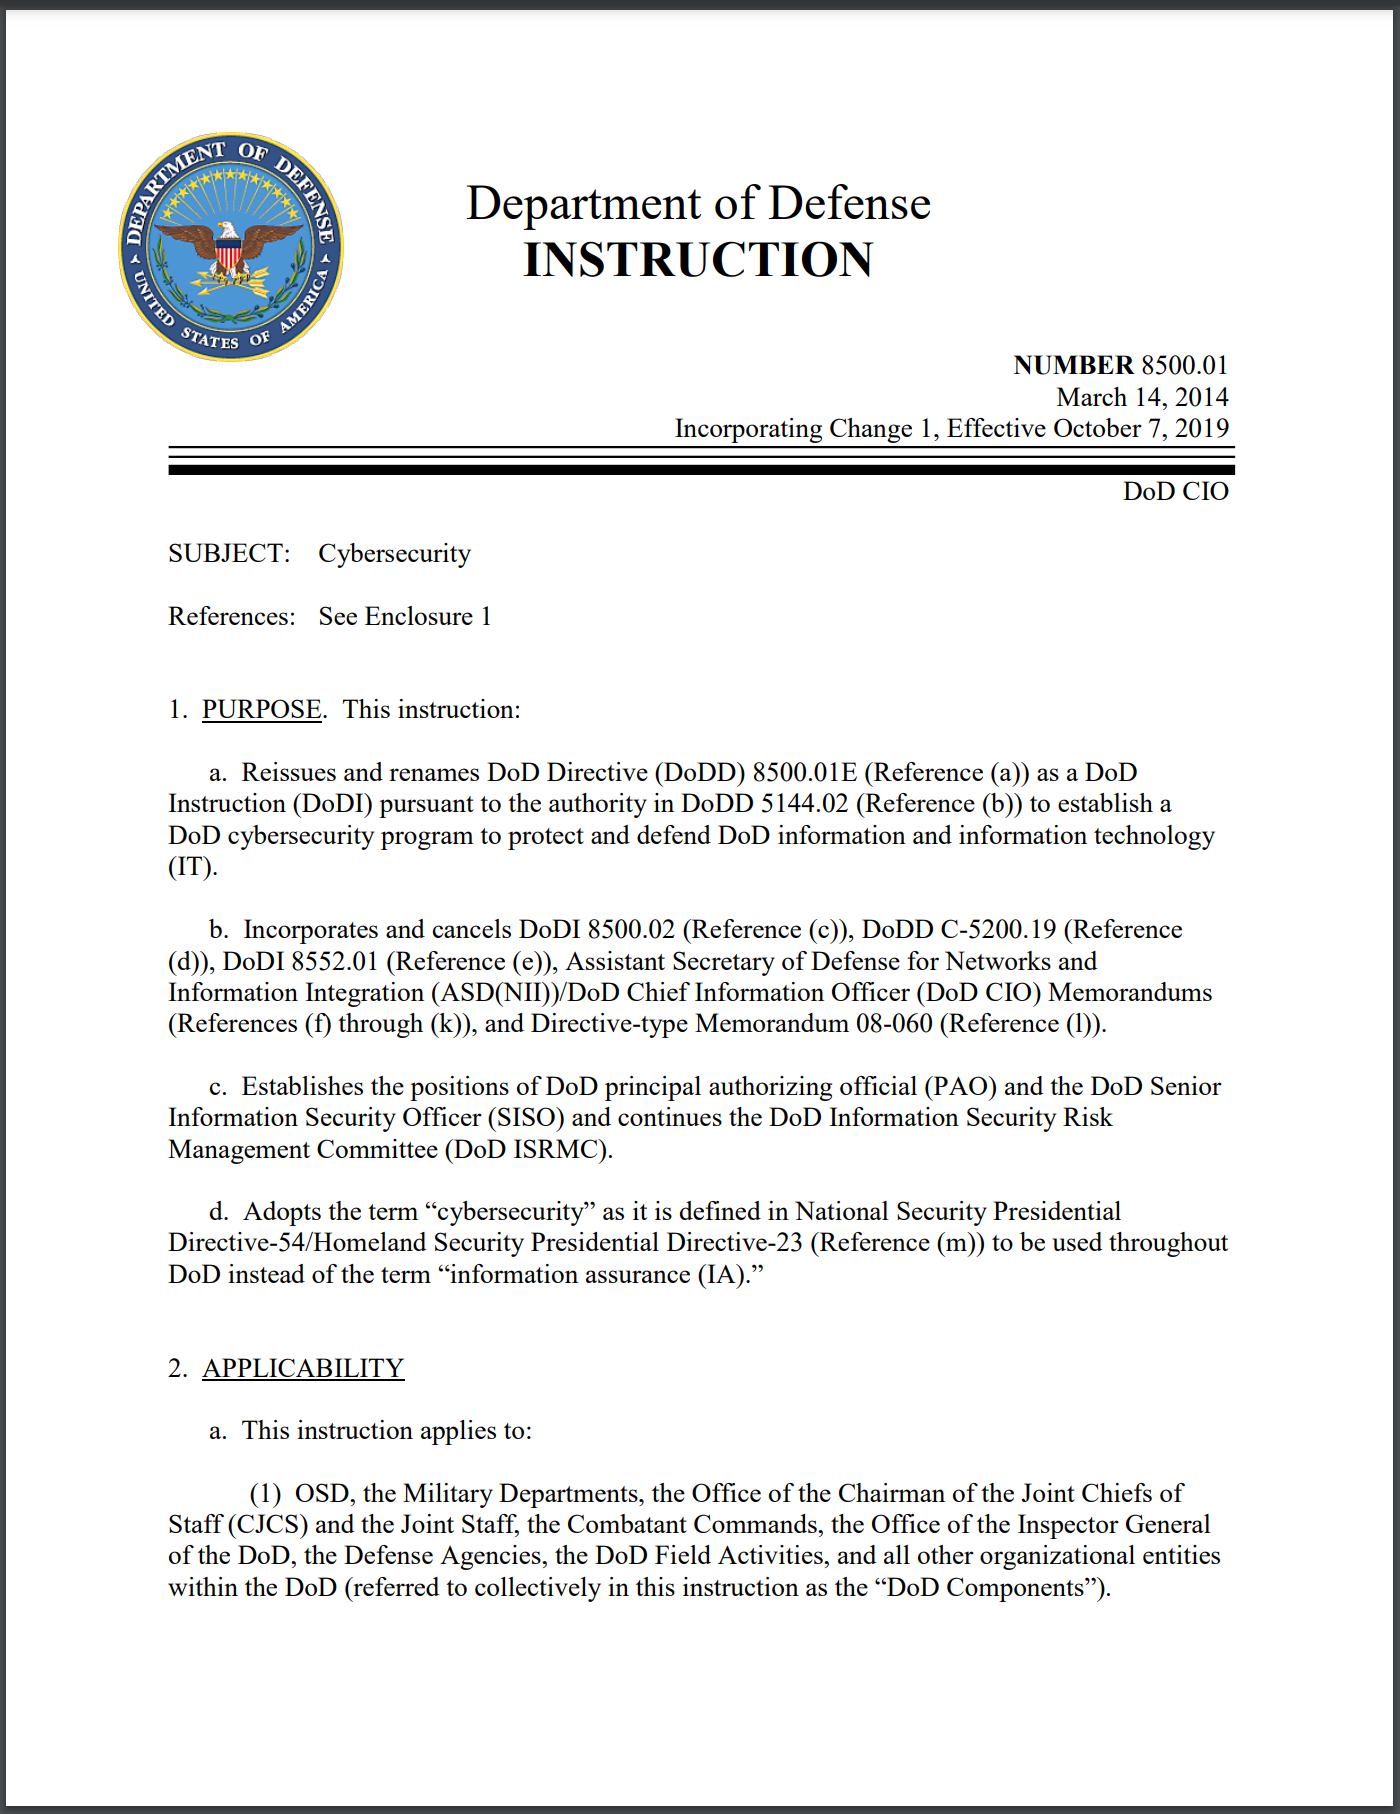 DEPARTMENT OF DEFENSE
UNITED STATES OF AMERICA
Department of Defense
INSTRUCTION
NUMBER 8500.01
March 14, 2014
Incorporating Change 1, Effective October 7, 2019
DoD CIO
SUBJECT: Cybersecurity
References: See Enclosure 1
1. PURPOSE. This instruction:
a. Reissues and renames DoD Directive (DoDD) 8500.01E (Reference (a)) as a DoD
Instruction (DoDI) pursuant to the authority in DoDD 5144.02 (Reference (b)) to establish a
DoD cybersecurity program to protect and defend DoD information and information technology
(IT).
b. Incorporates and cancels DoDI 8500.02 (Reference (c)), DoDD C-5200.19 (Reference
(d)), DoDI 8552.01 (Reference (e)), Assistant Secretary of Defense for Networks and
Information Integration (ASD(NII))/DoD Chief Information Officer (DoD CIO) Memorandums
(References (f) through (k)), and Directive-type Memorandum 08-060 (Reference (l)).
c. Establishes the positions of DoD principal authorizing official (PAO) and the DoD Senior
Information Security Officer (SISO) and continues the DoD Information Security Risk
Management Committee (DoD ISRMC).
d. Adopts the term “cybersecurity” as it is defined in National Security Presidential
Directive-54/Homeland Security Presidential Directive-23 (Reference (m)) to be used throughout
DoD instead of the term “information assurance (IA).”
2. APPLICABILITY
a. This instruction applies to:
(1) OSD, the Military Departments, the Office of the Chairman of the Joint Chiefs of
Staff (CJCS) and the Joint Staff, the Combatant Commands, the Office of the Inspector General
of the DoD, the Defense Agencies, the DoD Field Activities, and all other organizational entities
within the DoD (referred to collectively in this instruction as the “DoD Components”).